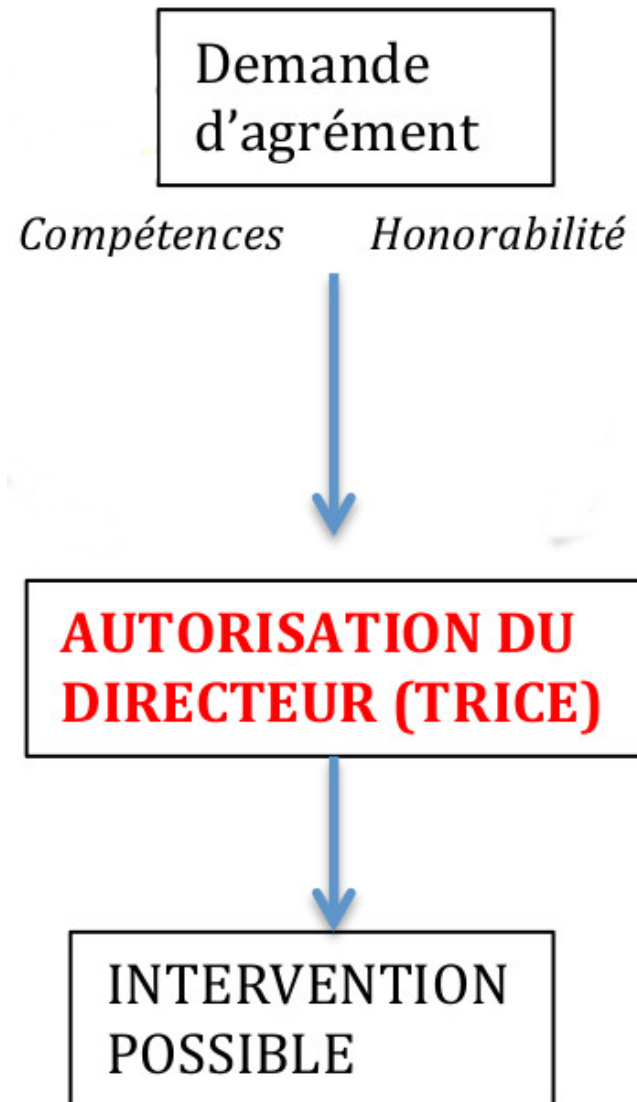 Demande
d’agrément
Compétences Honorabilité
AUTORISATION DU
DIRECTEUR (TRICE)
INTERVENTION
POSSIBLE